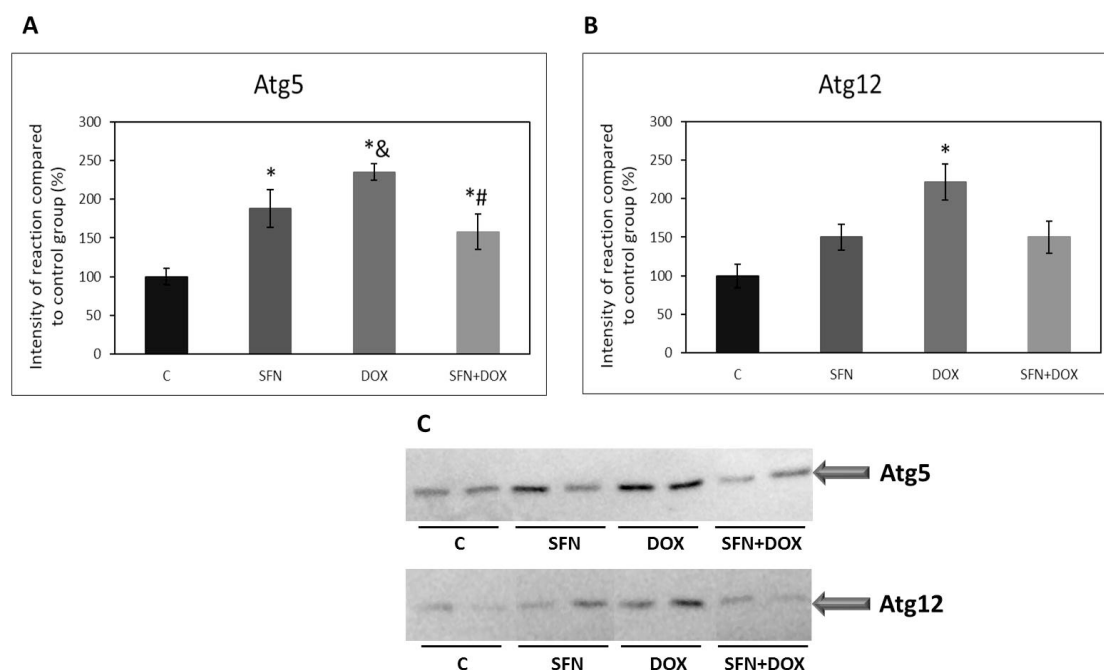 A
Atg5
Intensity of reaction compared
to control group (%)
300
250
200
150
100
50
0
*
*&
*#
C
SFN
DOX
SFN+DOX
B
Atg12
Intensity of reaction compared
to control group (%)
300
250
200
150
100
50
0
*
C
SFN
DOX
SFN+DOX
C
Atg5
C
SFN
DOX
SFN+DOX
Atg12
C
SFN
DOX
SFN+DOX